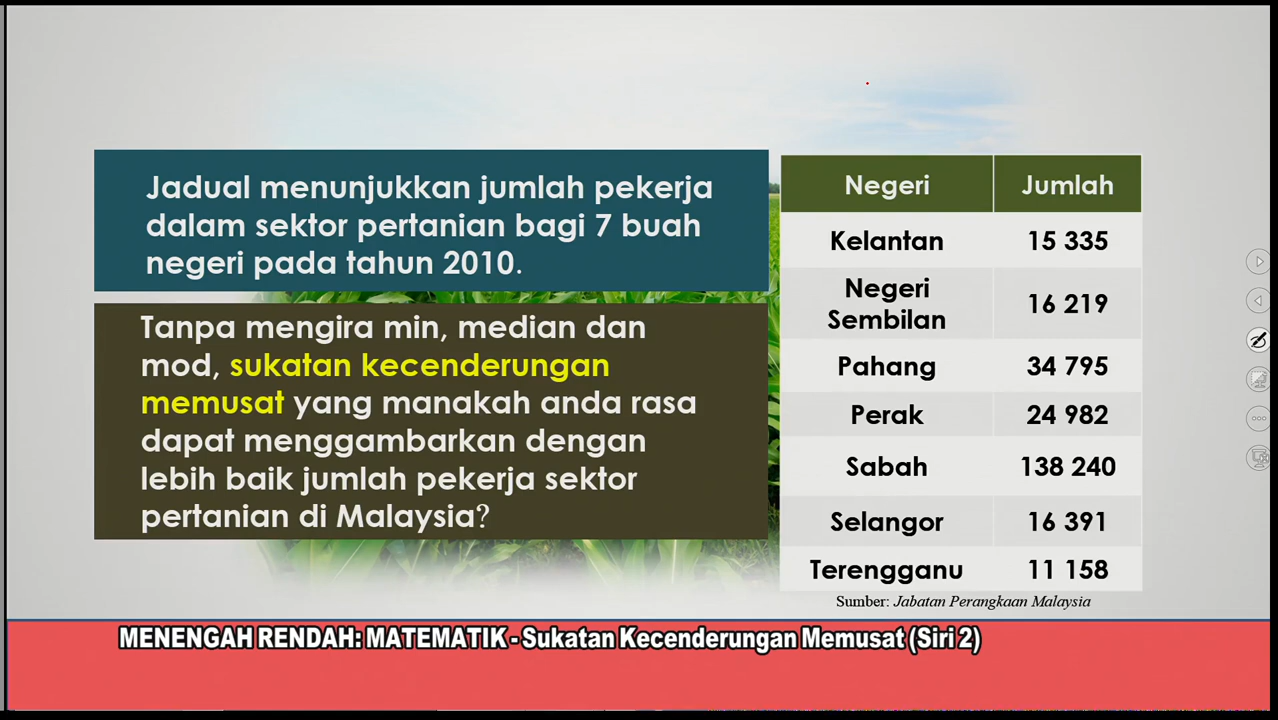 Jadual menunjukkan jumlah pekerja
dalam sektor pertanian bagi 7 buah
negeri pada tahun 2010.
Tanpa mengira min, median dan
mod, sukatan kecenderungan
memusat yang manakah anda rasa
dapat menggambarkan dengan
lebih baik jumlah pekerja sektor
pertanian di Malaysia?
Negeri Jumlah
Kelantan 15 335
Negeri
Sembilan 16 219
Pahang 34 795
Perak 24 982
Sabah 138 240
Selangor 16 391
Terengganu 11 158
Sumber: Jabatan Perangkaan Malaysia
MENENGAH RENDAH: MATEMATIK - Sukatan Kecenderungan Memusat (Siri 2)